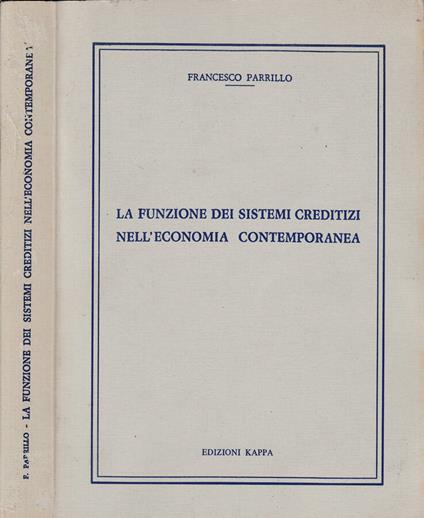 FRANCESCO PARRILLO
LA FUNZIONE DEI SISTEMI CREDITIZI
NELL'ECONOMIA CONTEMPORANEA
EDIZIONI KAPPA
F. PARRILLO - LA FUNZIONE DEI SISTEMI CREDITIZI NELL'ECONOMIA CONTEMPORANEA